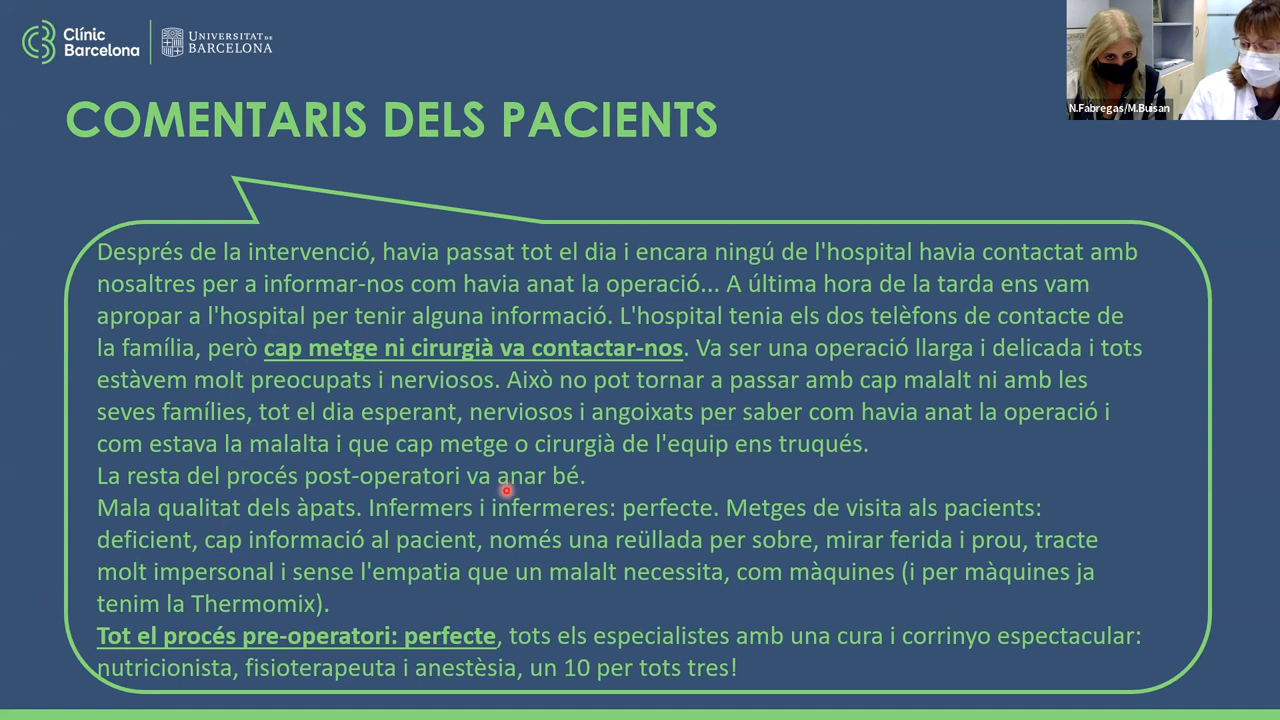 Clínic
Barcelona
UNIVERSITAT DE
BARCELONA
N.Fabregas/M.Buisan
COMENTARIS DELS PACIENTS
Després de la intervenció, havia passat tot el dia i encara ningú de l'hospital havia contactat amb
nosaltres per a informar-nos com havia anat la operació... A última hora de la tarda ens vam
apropar a l'hospital per tenir alguna informació. L'hospital tenia els dos telèfons de contacte de
la família, però cap metge ni cirurgià va contactar-nos. Va ser una operació llarga i delicada i tots
estàvem molt preocupats i nerviosos. Això no pot tornar a passar amb cap malalt ni amb les
seves famílies, tot el dia esperant, nerviosos i angoixats per saber com havia anat la operació i
com estava la malalta i que cap metge o cirurgià de l'equip ens truqués.
La resta del procés post-operatori va anar bé.
Mala qualitat dels àpats. Infermers i infermeres: perfecte. Metges de visita als pacients:
deficient, cap informació al pacient, només una reüllada per sobre, mirar ferida i prou, tracte
molt impersonal i sense l'empatia que un malalt necessita, com màquines (i per màquines ja
tenim la Thermomix).
Tot el procés pre-operatori: perfecte, tots els especialistes amb una cura i corrinyo espectacular:
nutricionista, fisioterapeuta i anestèsia, un 10 per tots tres!